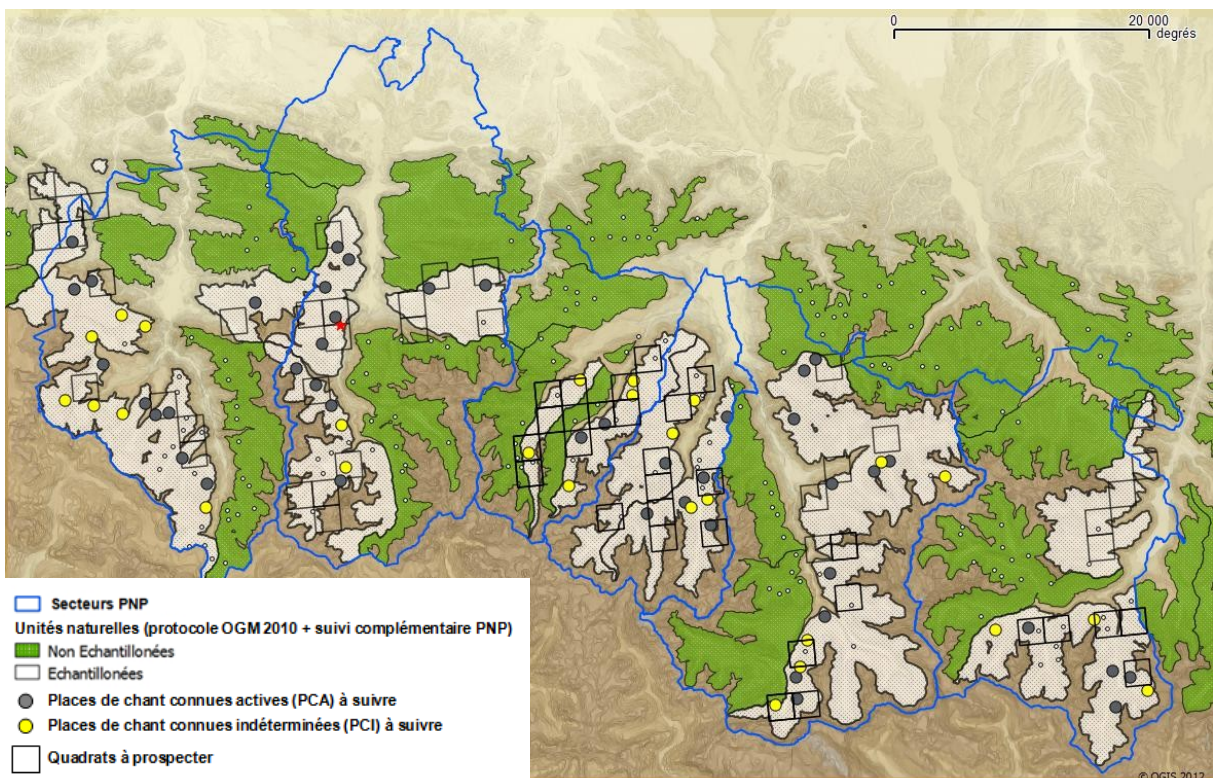 0 20 000
degrés
Secteurs PNP
Unités naturelles (protocole OGM 2010 + suivi complémentaire PNP)
Non Echantillonées
Echantillonées
Places de chant connues actives (PCA) à suivre
Places de chant connues indéterminées (PCI) à suivre
Quadrats à prospecter
© OGIS 2012